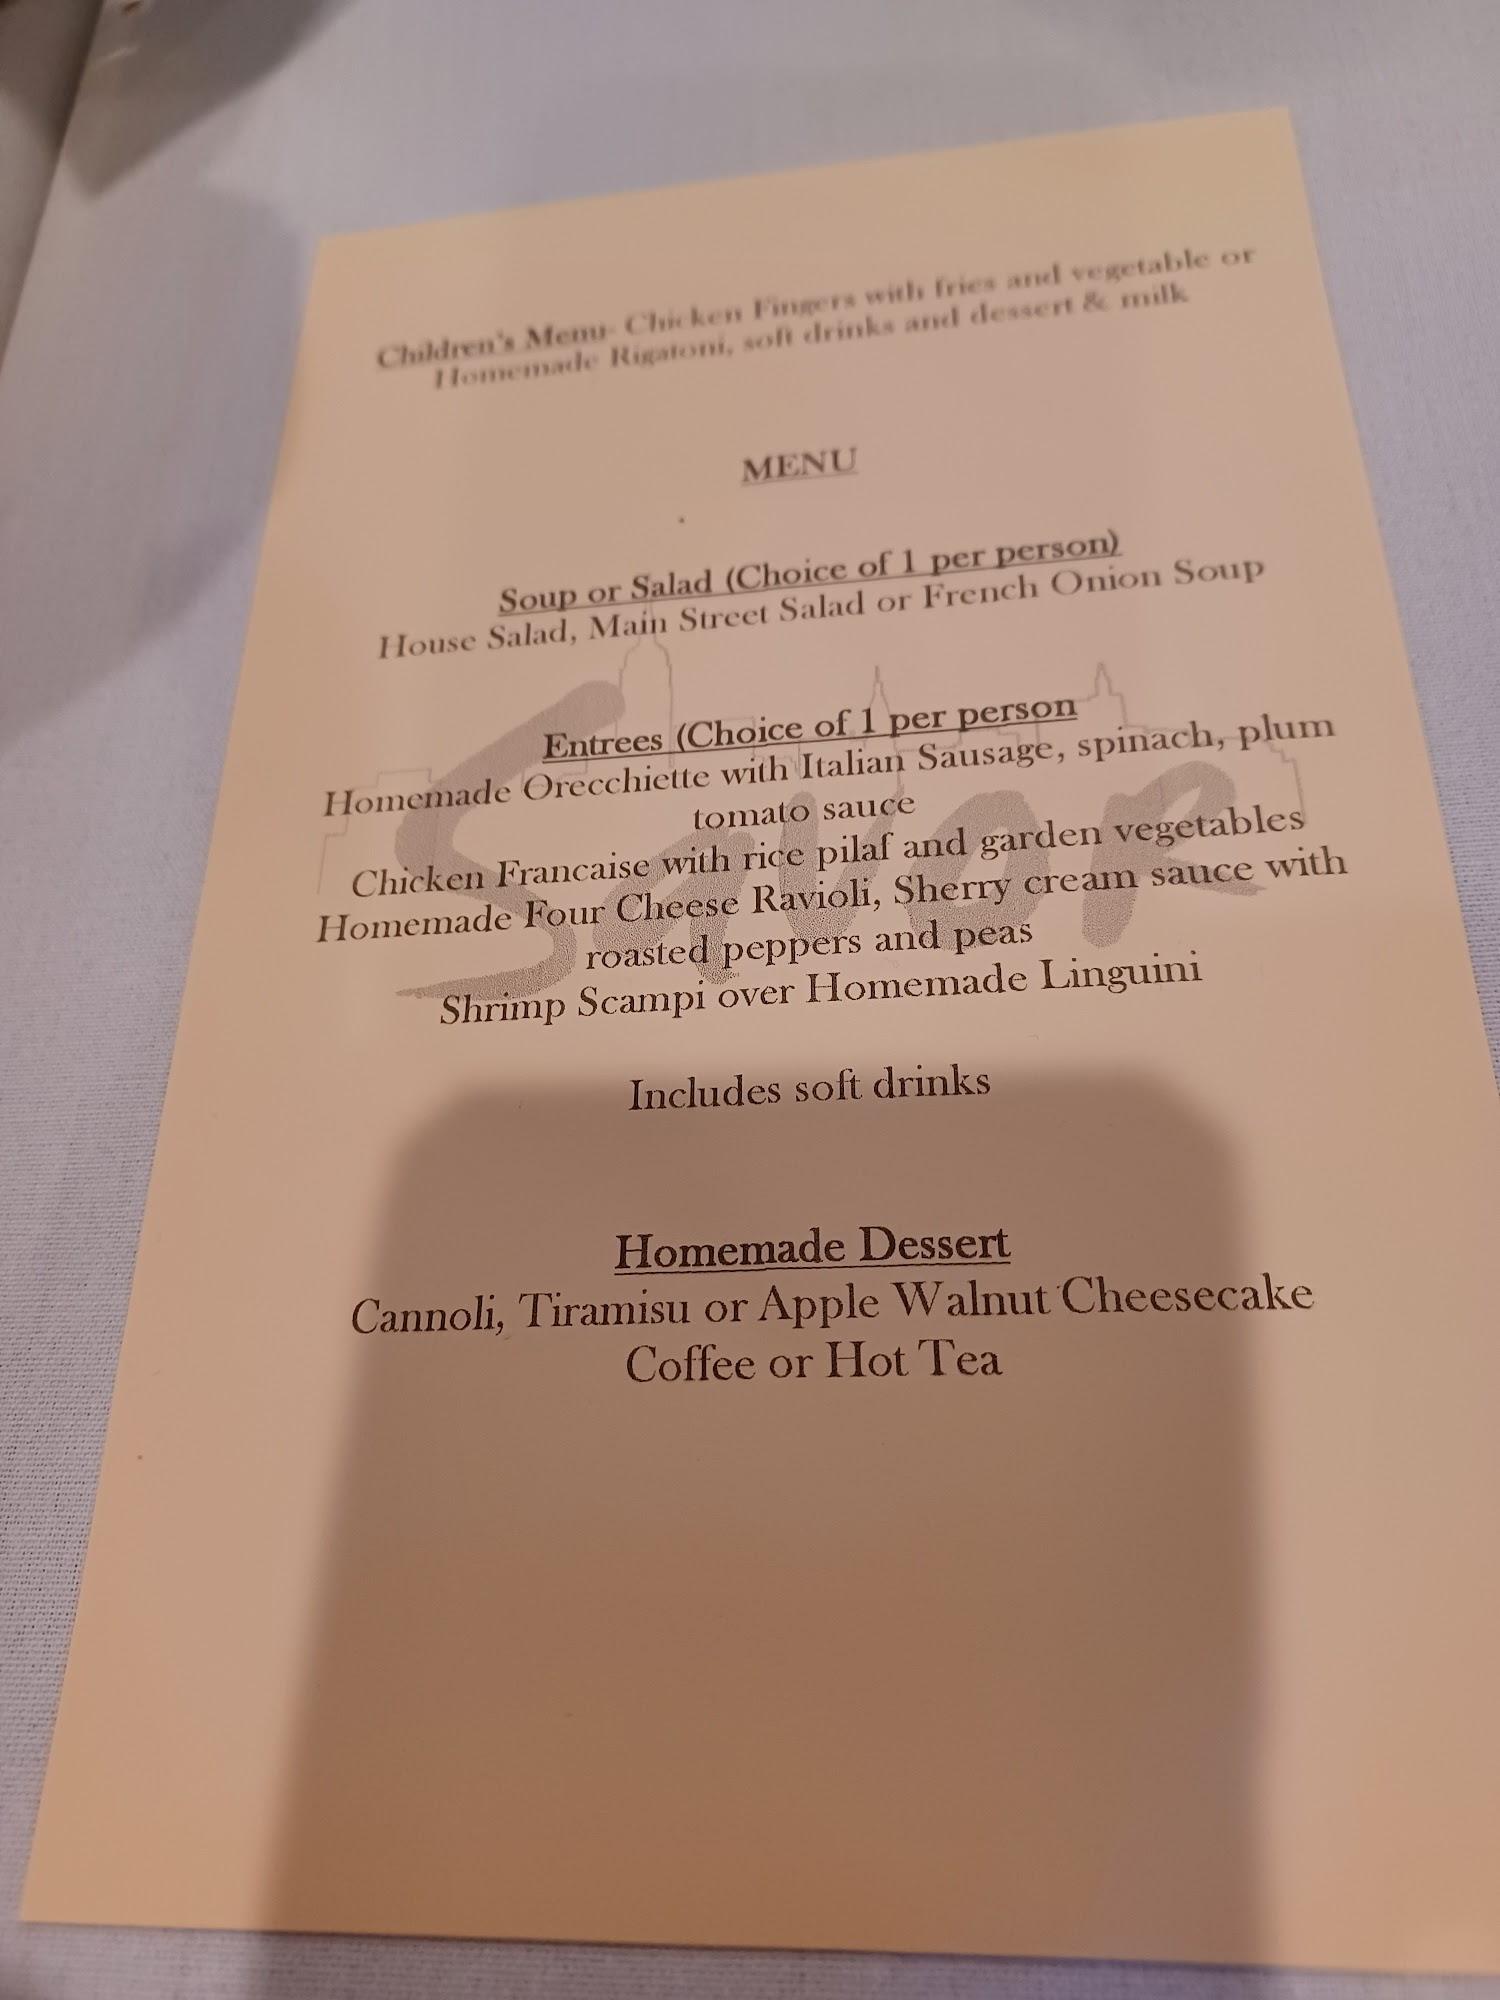 Children's Menu- Chicken Fingers with fries and vegetable or
Homemade Rigatoni, soft drinks and dessert & milk
MENU
Soup or Salad (Choice of 1 per person)
House Salad, Main Street Salad or French Onion Soup
Entrees (Choice of 1 per person
Homemade Orecchiette with Italian Sausage, spinach, plum
tomato sauce
Chicken Francaise with rice pilaf and garden vegetables
Homemade Four Cheese Ravioli, Sherry cream sauce with
roasted peppers and peas
Shrimp Scampi over Homemade Linguini
Savor
Includes soft drinks
Homemade Dessert
Cannoli, Tiramisu or Apple Walnut Cheesecake
Coffee or Hot Tea